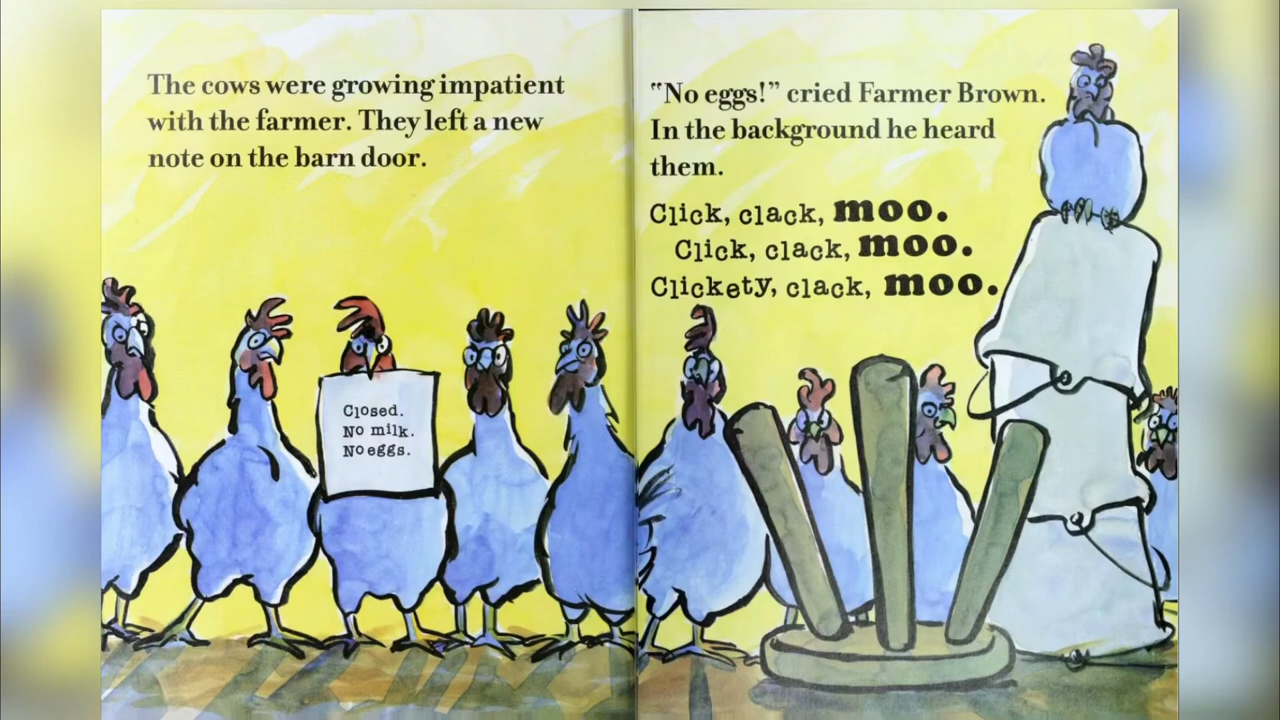 The cows were growing impatient
with the farmer. They left a new
note on the barn door.
Closed.
No milk.
No eggs.
“No eggs!” cried Farmer Brown.
In the background he heard
them.
Click, clack, moo.
Click, clack, moo.
Clickety, clack, moo.